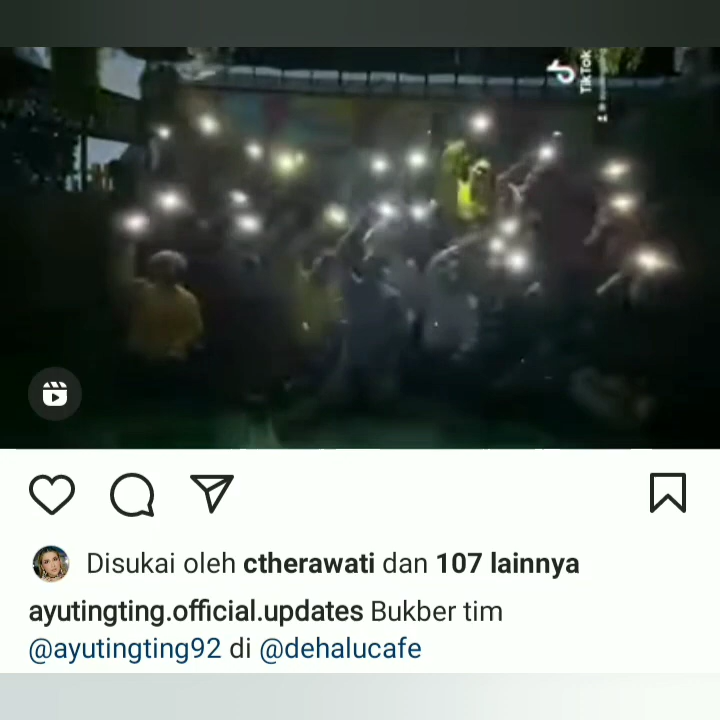 TikTok
Disukai oleh ctherawati dan 107 lainnya
ayutingting.official.updates Bukber tim
@ayutingting92 di @dehalucafe